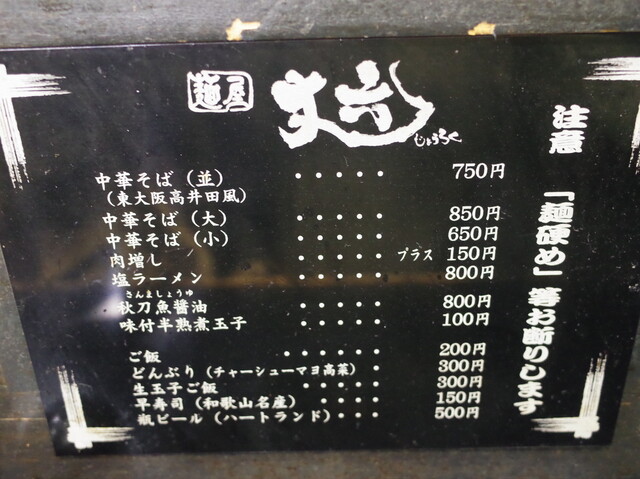 麺屋
丈六
じょうろく
中華そば（並） ・・・・・ 750円
（東大阪高井田風）
中華そば（大） ・・・・・ 850円
中華そば（小） ・・・・・ 650円
肉増し ・・・・・ プラス 150円
塩ラーメン ・・・・・ 800円
さんましょうゆ
秋刀魚醬油 ・・・・・ 800円
味付半熟煮玉子 ・・・・・ 100円
ご飯 ・・・・・・ 200円
どんぶり（チャーシューマヨ高菜） ・ 300円
生玉子ご飯 ・・・・・ 300円
早寿司（和歌山名産） ・・・ 150円
瓶ビール（ハートランド）・・・ 500円
注意 「麺硬め」等お断りします